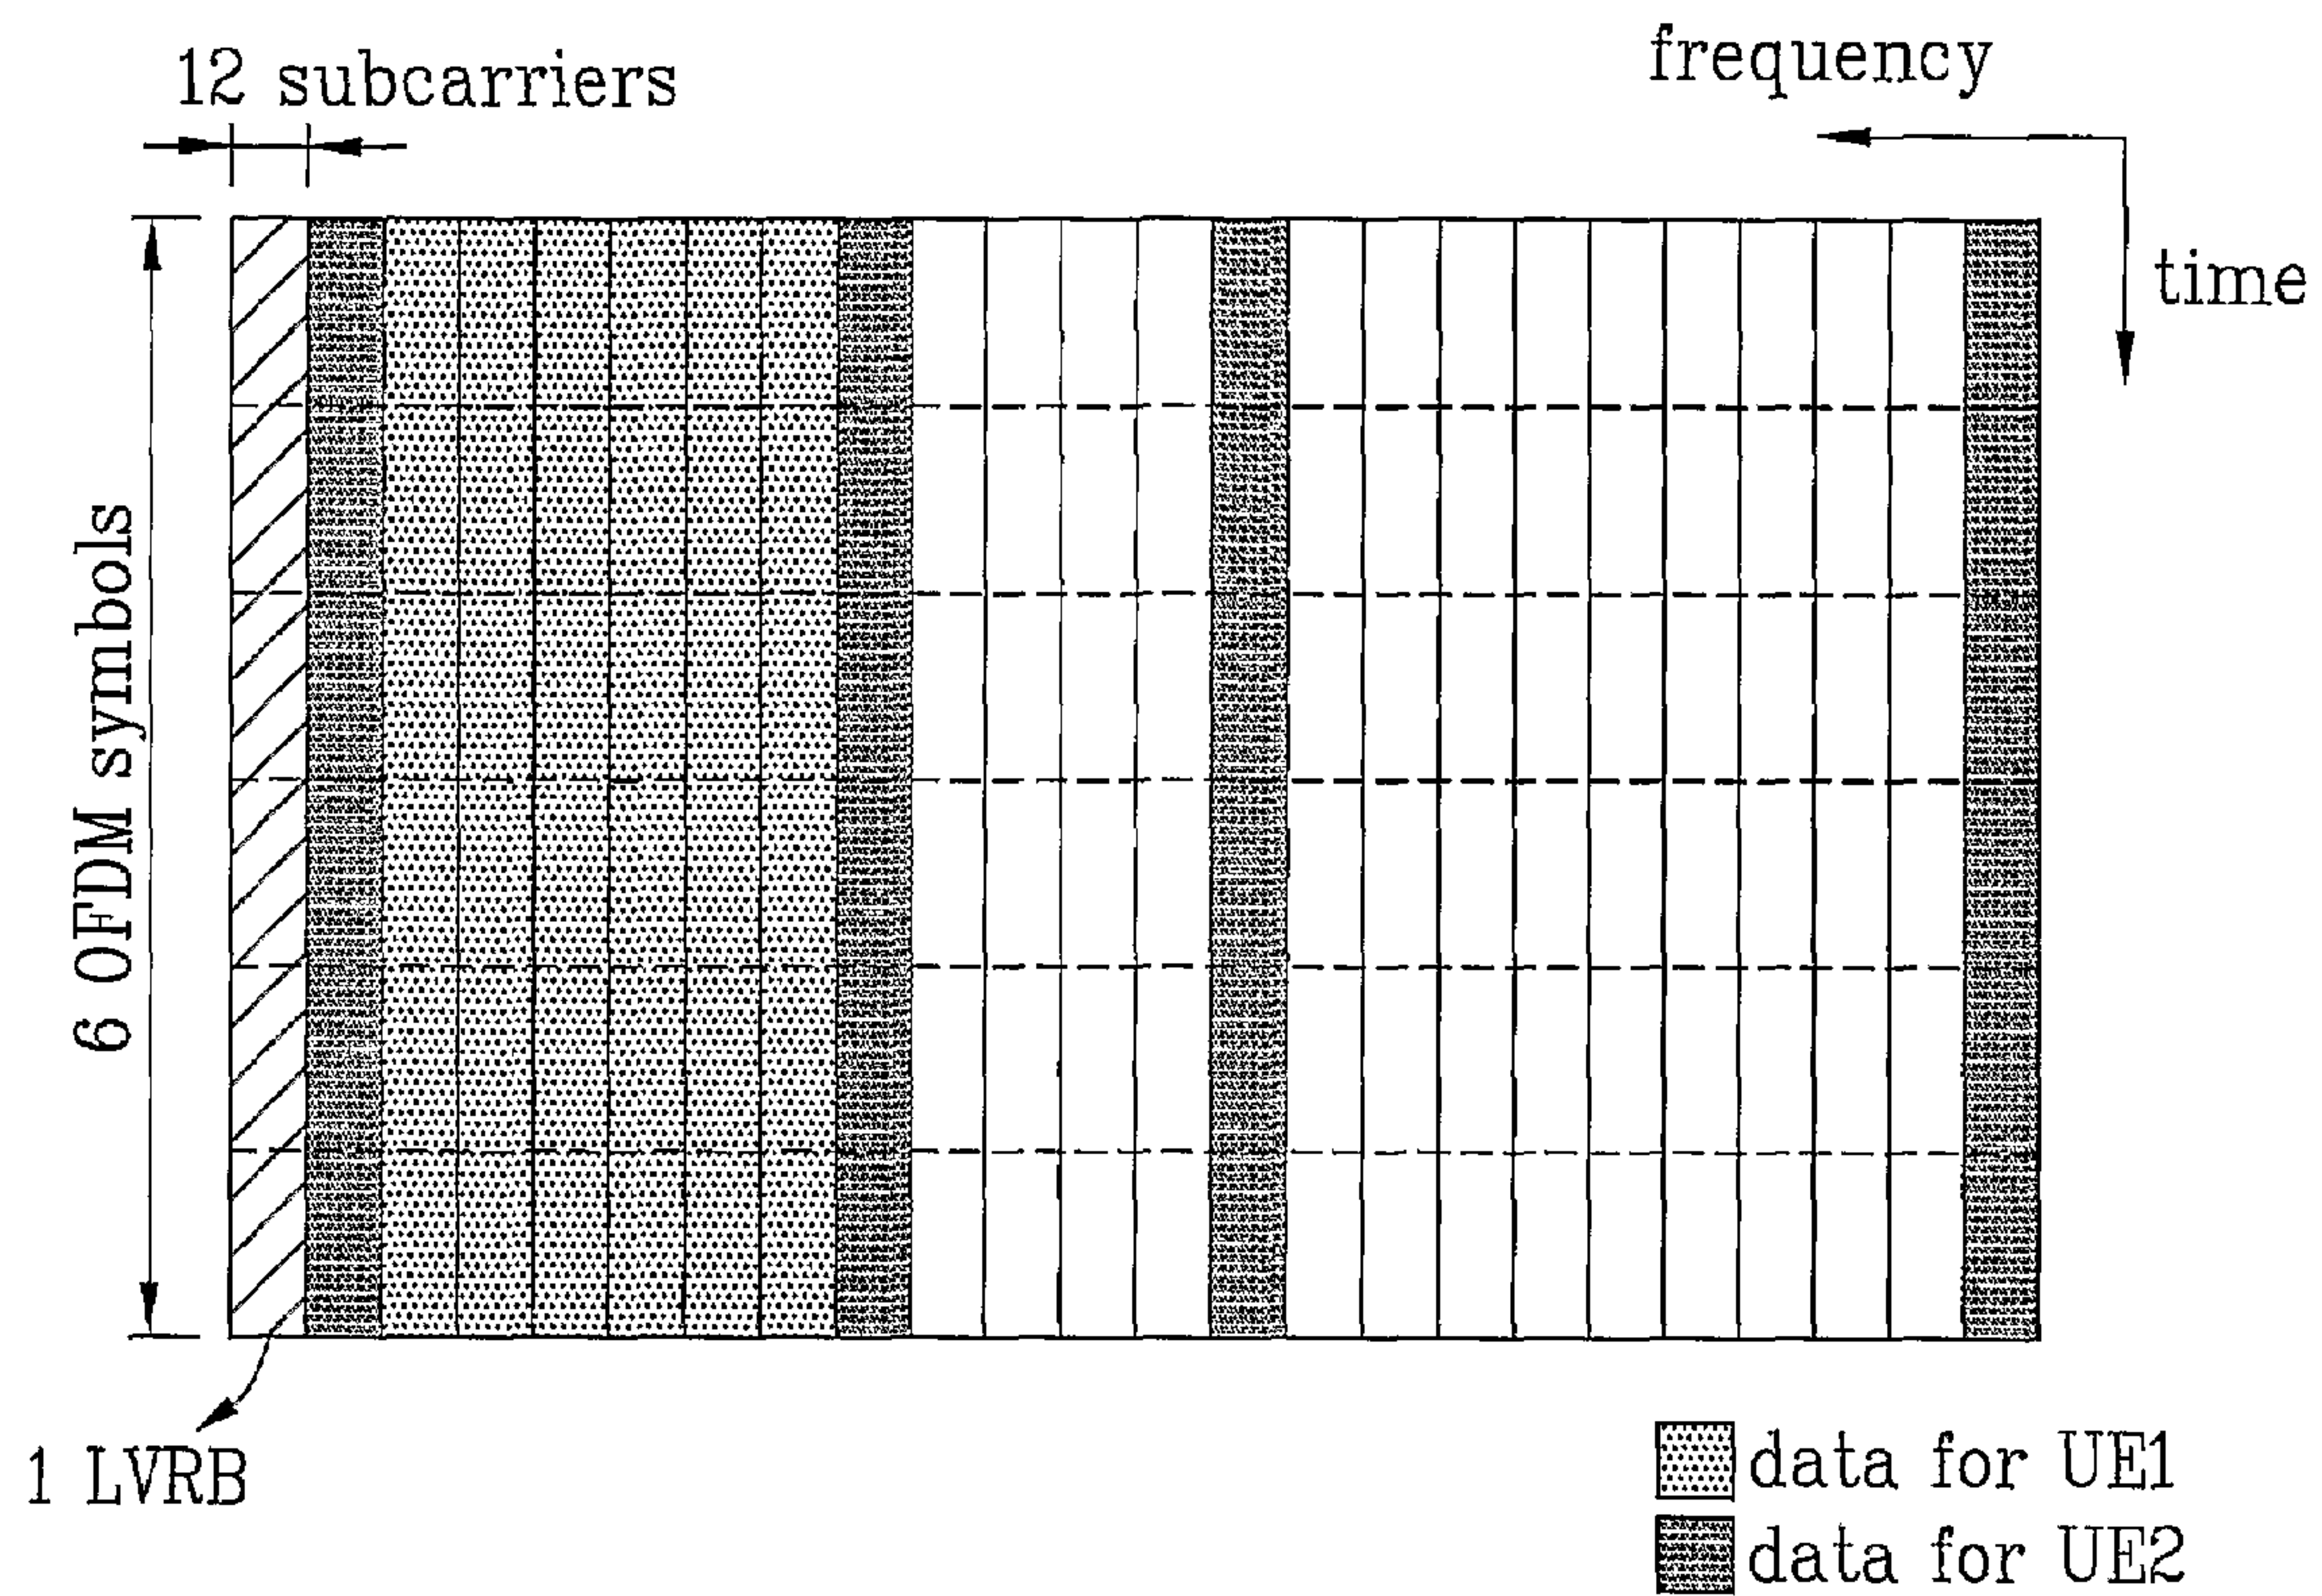 12 subcarriers
frequency
time
6 OFDM symbols
1 LVRB
data for UE1
data for UE2